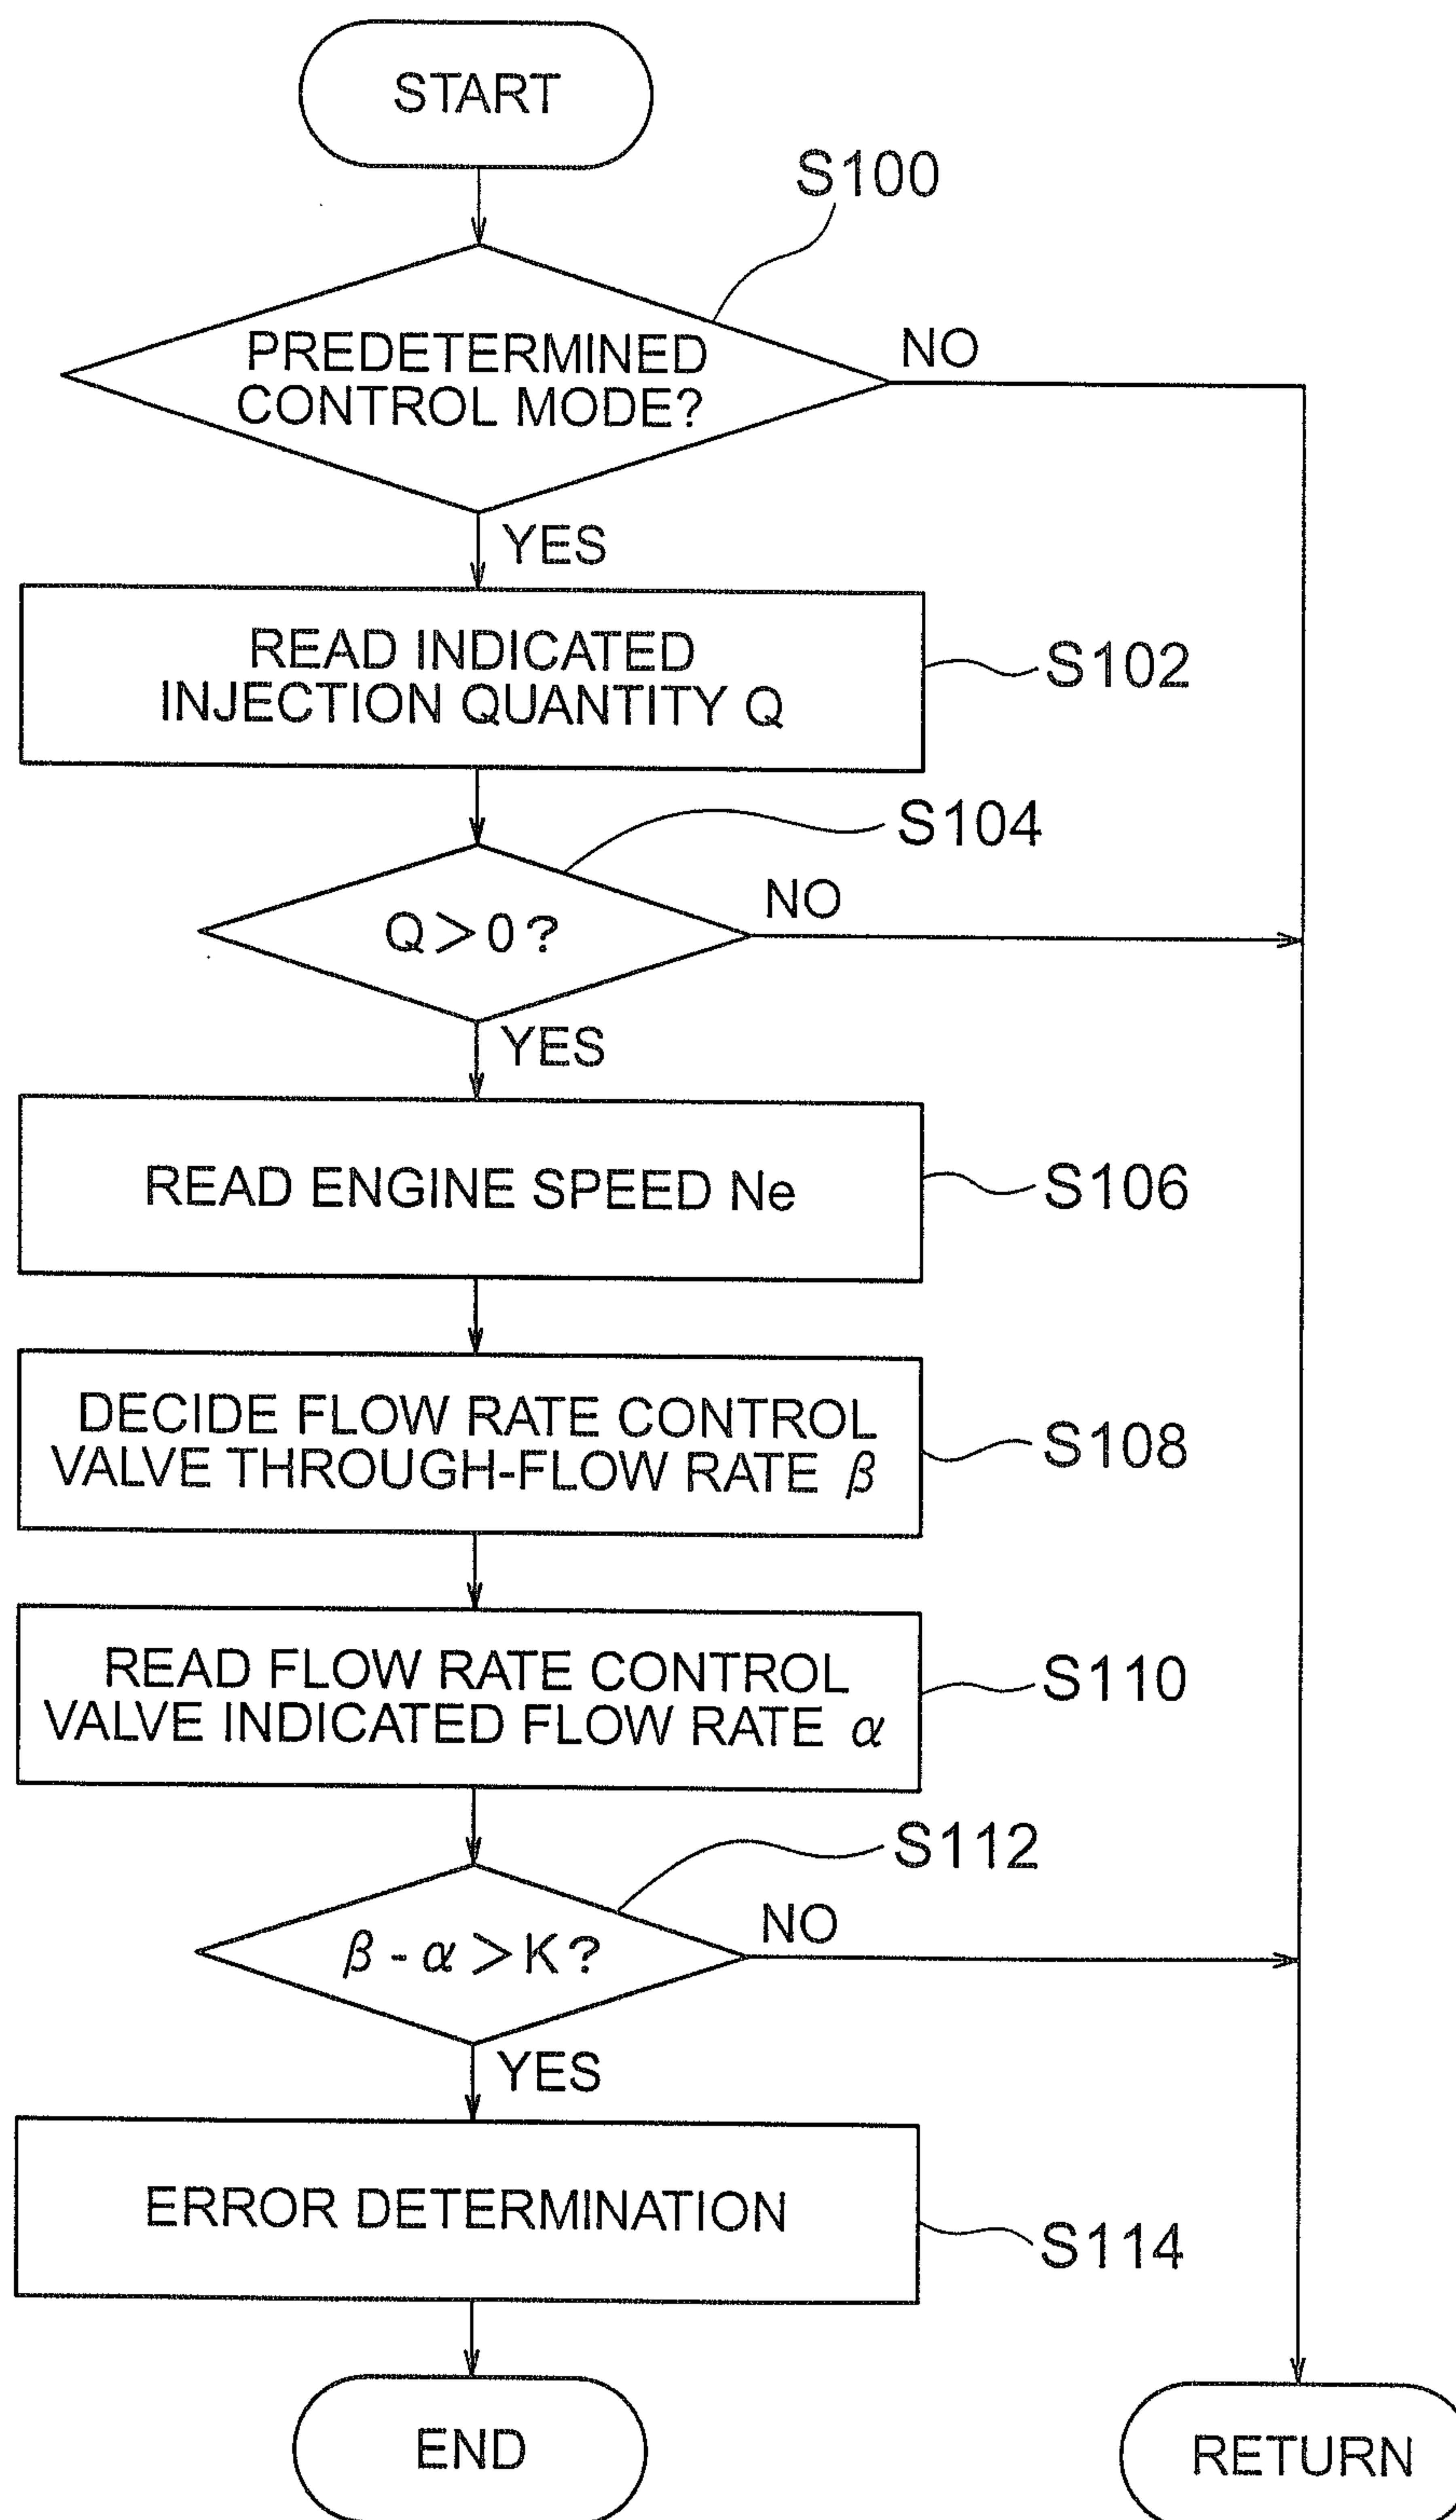 START
S100
PREDETERMINED
CONTROL MODE?
NO
YES
READ INDICATED
INJECTION QUANTITY Q
S102
S104
Q>0?
NO
YES
READ ENGINE SPEED Ne
S106
DECIDE FLOW RATE CONTROL
VALVE THROUGH-FLOW RATE β
S108
READ FLOW RATE CONTROL
VALVE INDICATED FLOW RATE α
S110
S112
β - α > K?
NO
YES
ERROR DETERMINATION
S114
END
RETURN